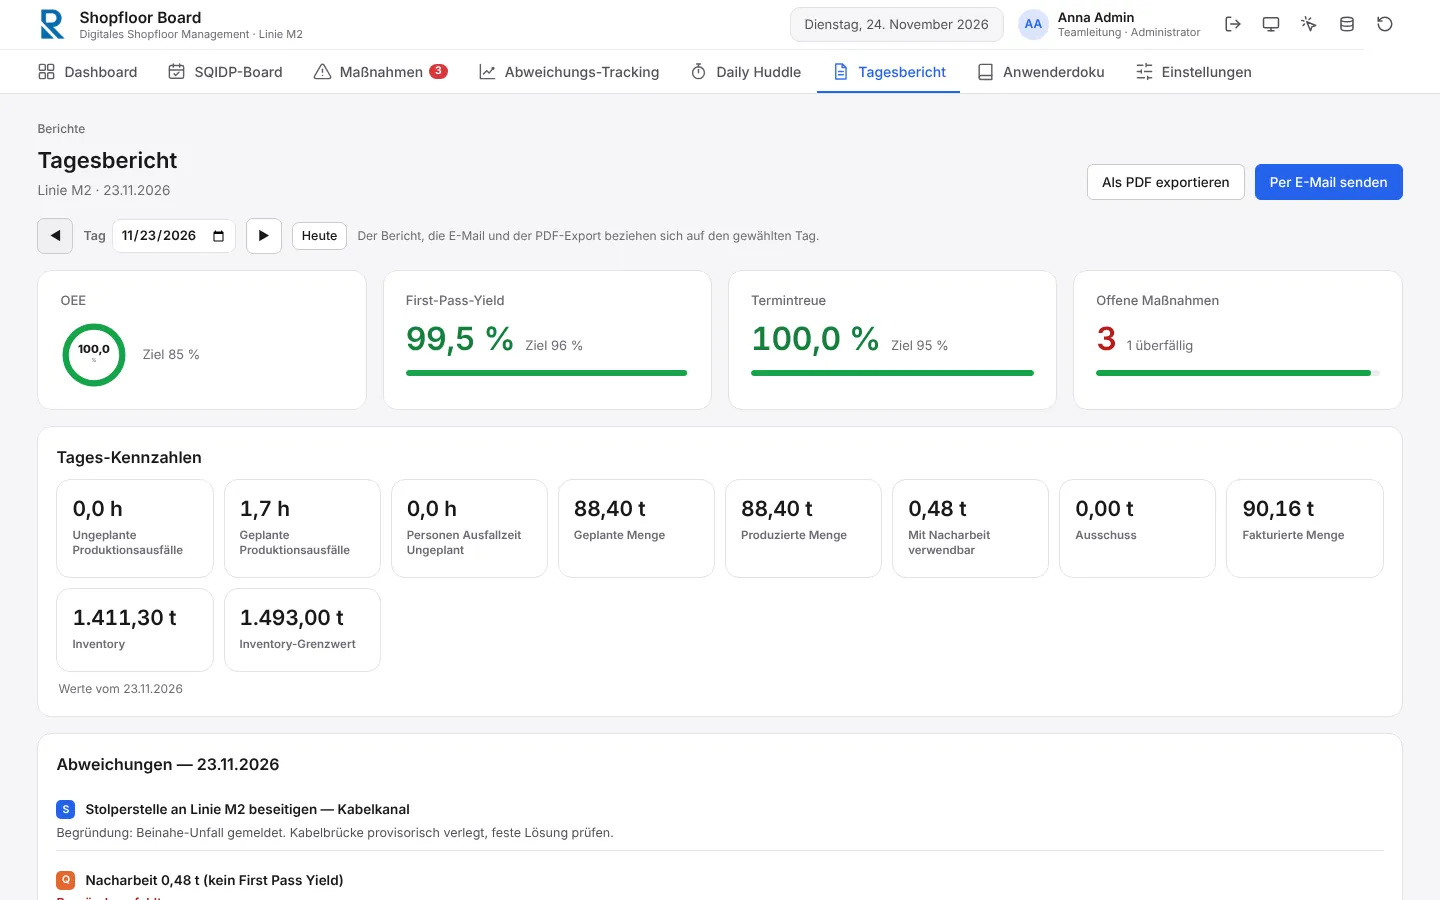 Shopfloor Board
Digitales Shopfloor Management · Linie M2
Dienstag, 24. November 2026
AA
Anna Admin
Teamleitung · Administrator
Dashboard
SQIDP-Board
Maßnahmen 3
Abweichungs-Tracking
Daily Huddle
Tagesbericht
Anwenderdoku
Einstellungen
Berichte
Tagesbericht
Linie M2 · 23.11.2026
Als PDF exportieren
Per E-Mail senden
Tag
11/23/2026
Heute
Der Bericht, die E-Mail und der PDF-Export beziehen sich auf den gewählten Tag.
OEE
100,0
%
Ziel 85 %
First-Pass-Yield
99,5 % Ziel 96 %
Termintreue
100,0 % Ziel 95 %
Offene Maßnahmen
3 1 überfällig
Tages-Kennzahlen
0,0 h
Ungeplante
Produktionsausfälle
1,7 h
Geplante
Produktionsausfälle
0,0 h
Personen Ausfallzeit
Ungeplant
88,40 t
Geplante Menge
88,40 t
Produzierte Menge
0,48 t
Mit Nacharbeit
verwendbar
0,00 t
Ausschuss
90,16 t
Fakturierte Menge
1.411,30 t
Inventory
1.493,00 t
Inventory-Grenzwert
Werte vom 23.11.2026
Abweichungen — 23.11.2026
S Stolperstelle an Linie M2 beseitigen — Kabelkanal
Begründung: Beinahe-Unfall gemeldet. Kabelbrücke provisorisch verlegt, feste Lösung prüfen.
Q Nacharbeit 0,48 t (kein First Pass Yield)